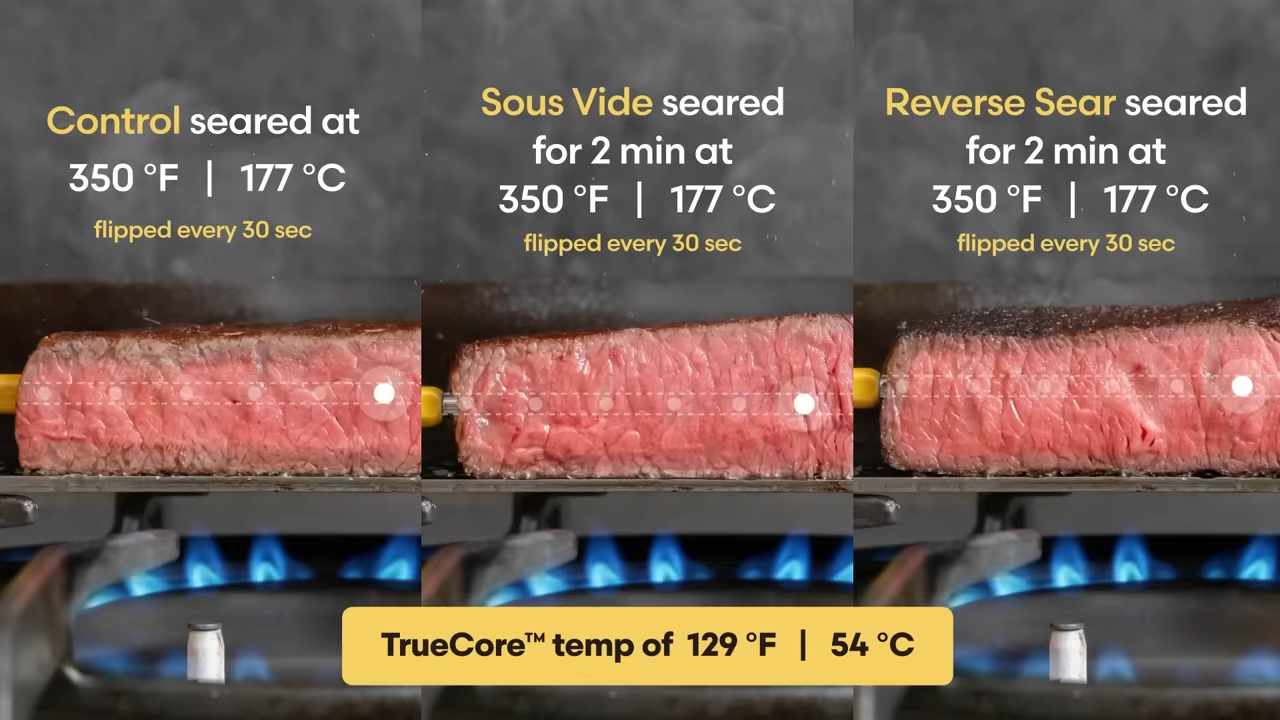 Control seared at
350 °F | 177 °C
flipped every 30 sec
Sous Vide seared
for 2 min at
350 °F | 177 °C
flipped every 30 sec
Reverse Sear seared
for 2 min at
350 °F | 177 °C
flipped every 30 sec
TrueCore™ temp of 129 °F | 54 °C